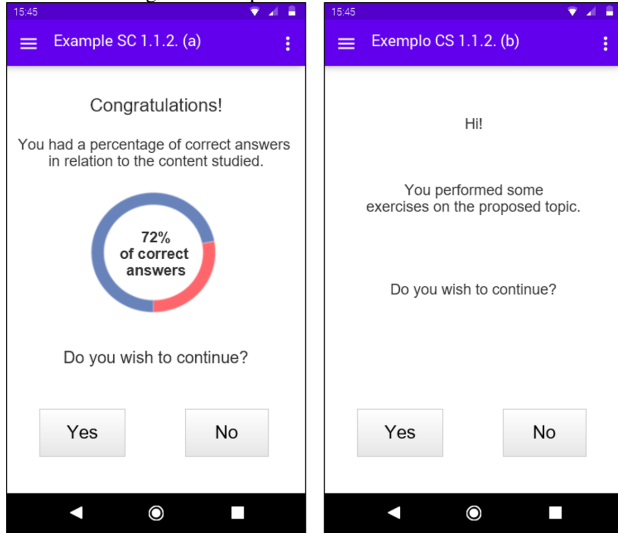 15:45
Example SC 1.1.2. (a)
Congratulations!
You had a percentage of correct answers
in relation to the content studied.
72%
of correct
answers
Do you wish to continue?
Yes
No
15:45
Exemplo CS 1.1.2. (b)
Hi!
You performed some
exercises on the proposed topic.
Do you wish to continue?
Yes
No